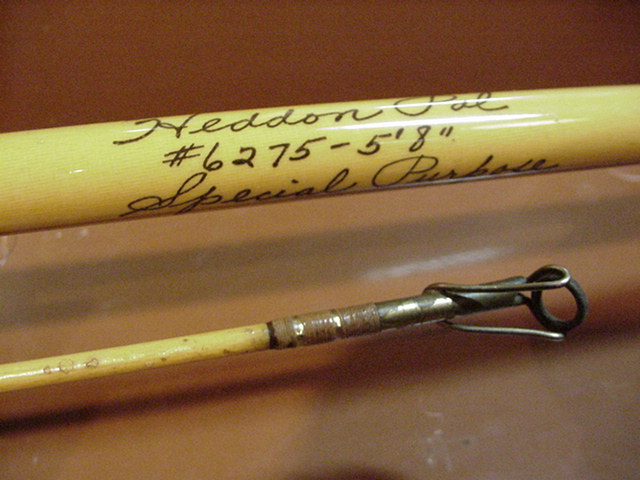 Heddon Pal
#6275-5'8"
Special Purpose